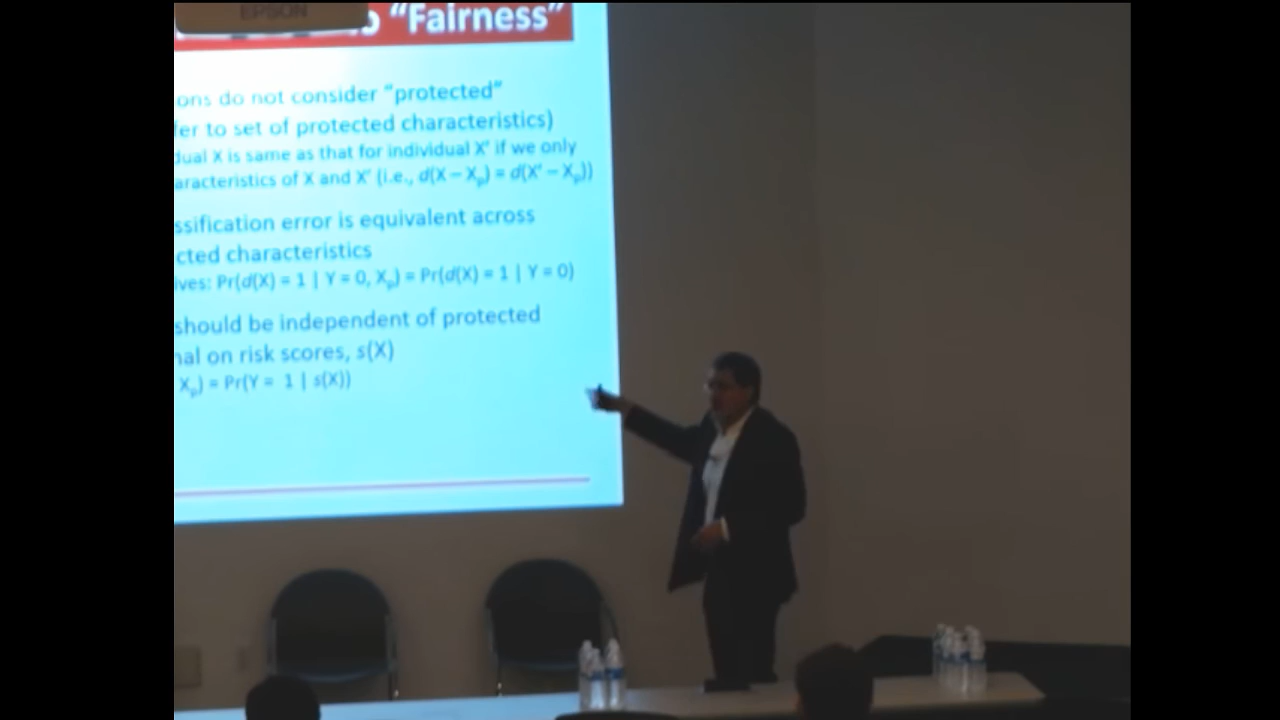 EPSON
"Fairness"
ons do not consider "protected"
fer to set of protected characteristics)
dual X is same as that for individual X' if we only
aracteristics of X and X' (i.e., d(X – Xp) = d(X' – Xp))
ssification error is equivalent across
cted characteristics
ives: Pr(d(X) = 1 | Y = 0, Xp) = Pr(d(X) = 1 | Y = 0)
should be independent of protected
nal on risk scores, s(X)
Xp) = Pr(Y = 1 | s(X))